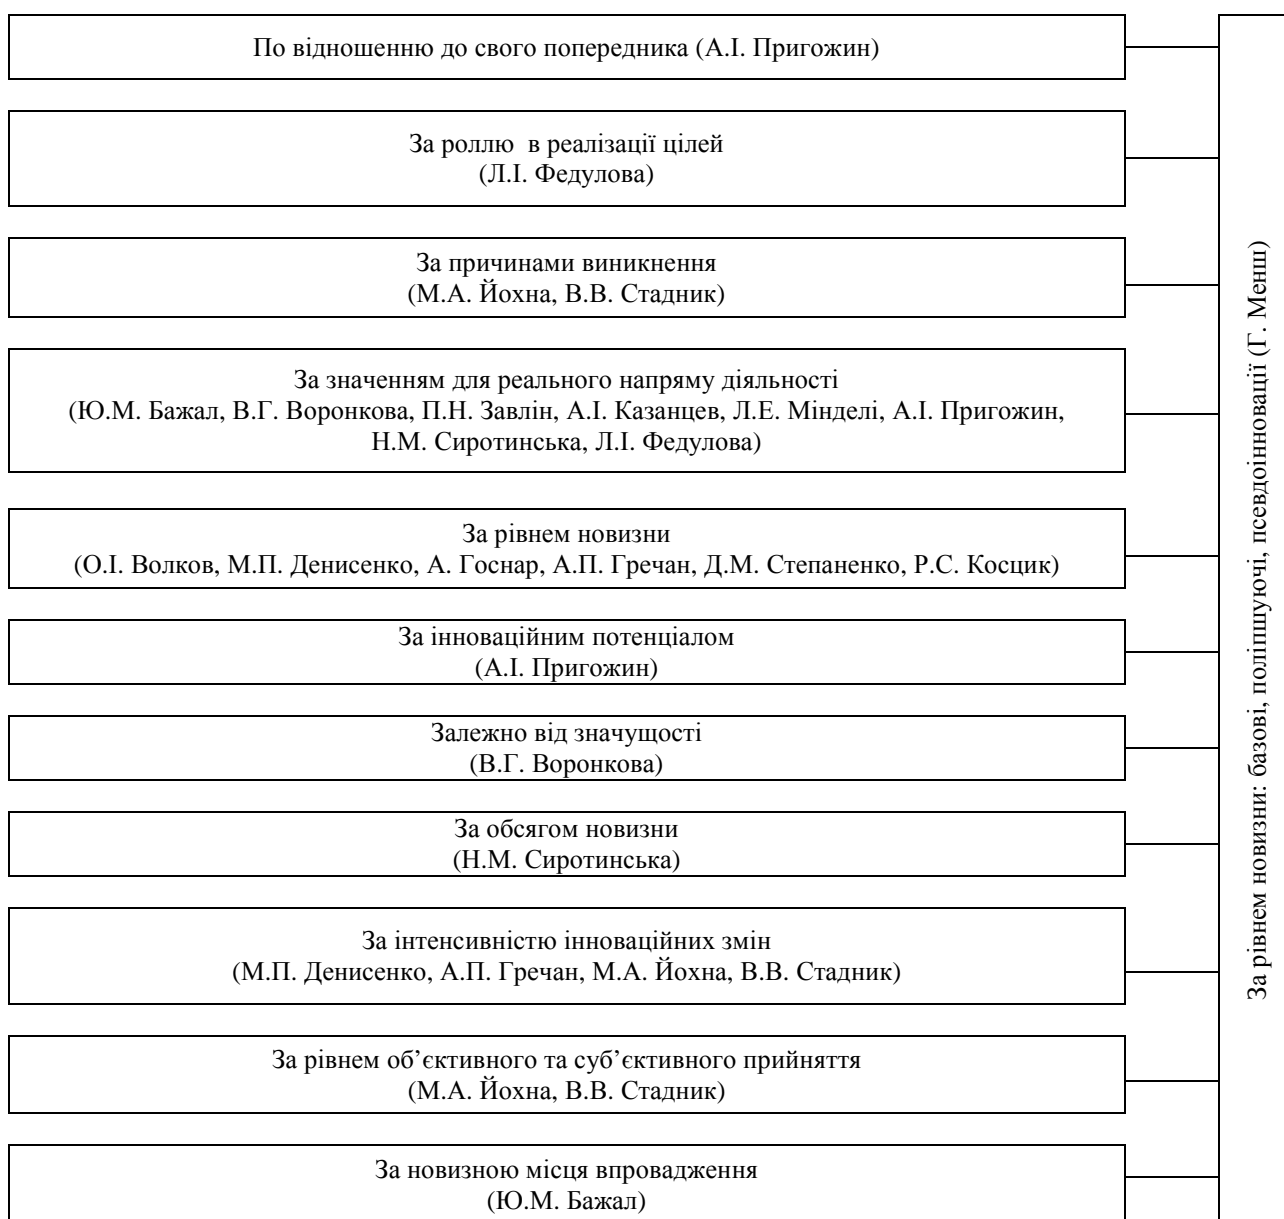 По відношенню до свого попередника (А.І. Пригожин)
За роллю в реалізації цілей
(Л.І. Федулова)
За причинами виникнення
(М.А. Йохна, В.В. Стадник)
За значенням для реального напряму діяльності
(Ю.М. Бажал, В.Г. Воронкова, П.Н. Завлін, А.І. Казанцев, Л.Е. Мінделі, А.І. Пригожин,
Н.М. Сиротинська, Л.І. Федулова)
За рівнем новизни
(О.І. Волков, М.П. Денисенко, А. Госнар, А.П. Гречан, Д.М. Степаненко, Р.С. Косцик)
За інноваційним потенціалом
(А.І. Пригожин)
Залежно від значущості
(В.Г. Воронкова)
За обсягом новизни
(Н.М. Сиротинська)
За інтенсивністю інноваційних змін
(М.П. Денисенко, А.П. Гречан, М.А. Йохна, В.В. Стадник)
За рівнем об’єктивного та суб’єктивного прийняття
(М.А. Йохна, В.В. Стадник)
За новизною місця впровадження
(Ю.М. Бажал)
За рівнем новизни: базові, поліпшуючі, псевдоінновації (Г. Менш)